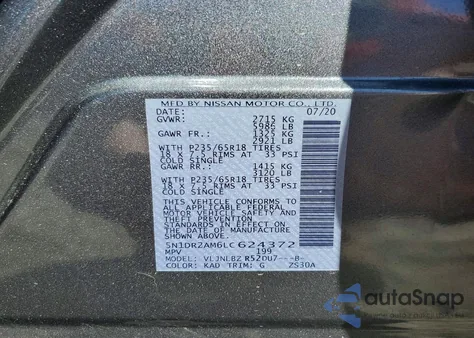 MFD BY NISSAN MOTOR CO., LTD.
DATE: 07/20
GVWR: 2715 KG
5986 LB
GAWR FR: 1325 KG
2921 LB
WITH P235/65R18 TIRES
18 X 7.5 RIMS AT 33 PSI
COLD SINGLE
GAWR RR: 1415 KG
3120 LB
WITH P235/65R18 TIRES
18 X 7.5 RIMS AT 33 PSI
COLD SINGLE
THIS VEHICLE CONFORMS TO
ALL APPLICABLE FEDERAL
MOTOR VEHICLE SAFETY
AND THEFT PREVENTION
STANDARDS IN EFFECT ON
THE DATE OF MANUFACTURE
SHOWN ABOVE
5N1DR2AM6LC624372
MPV 199
MODEL: VLJNLBZ R52OU7---B-
COLOR: KAD TRIM: G ZS30A
autoSnap